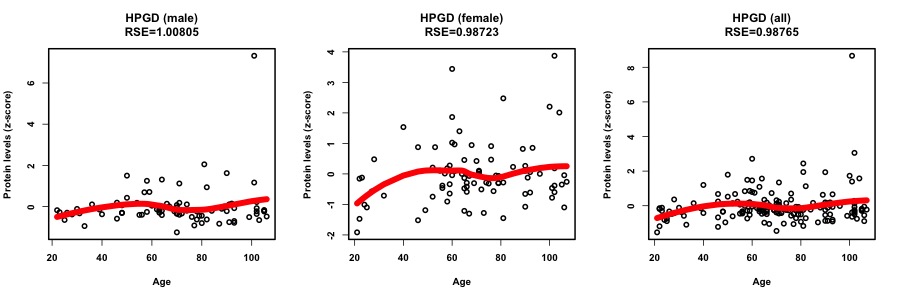 HPGD (male)
RSE=1.00805
Protein levels (z-score)
6
4
2
0
20 40 60 80 100
Age
HPGD (female)
RSE=0.98723
Protein levels (z-score)
4
3
2
1
0
-1
-2
20 40 60 80 100
Age
HPGD (all)
RSE=0.98765
Protein levels (z-score)
8
6
4
2
0
20 40 60 80 100
Age